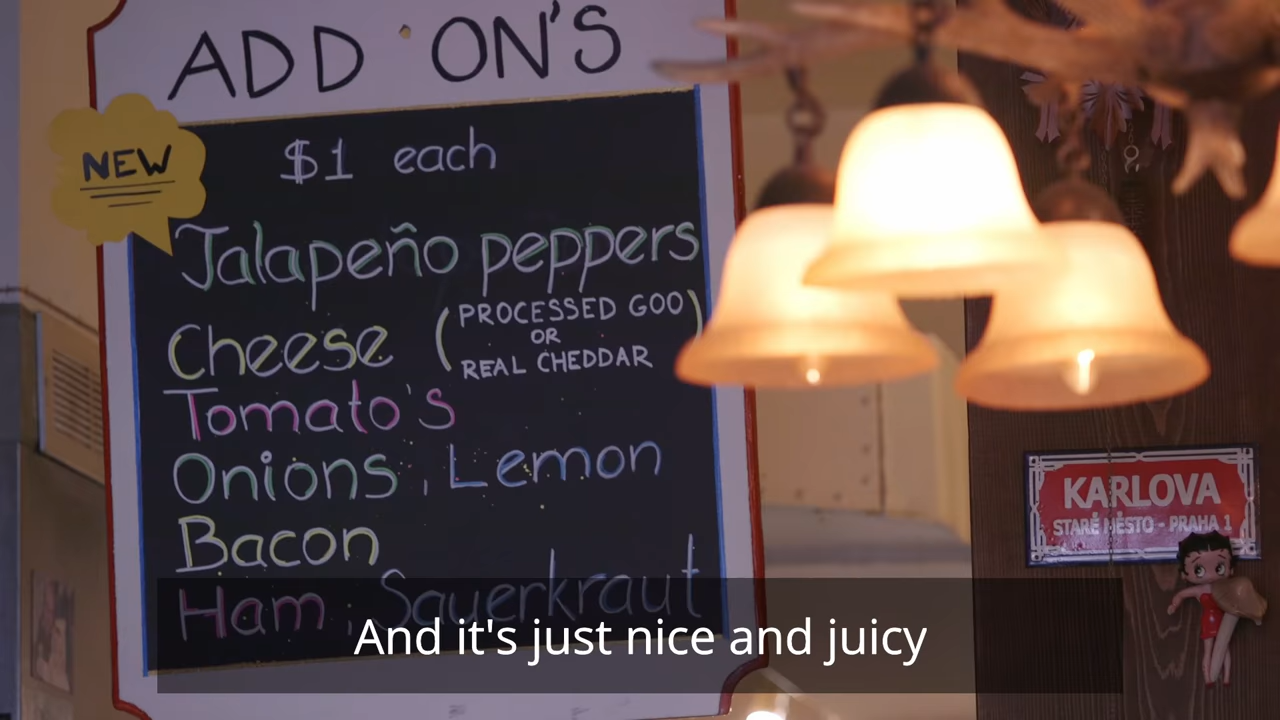 ADD ON'S
NEW
$1 each
Jalapeño peppers
Cheese (PROCESSED GOO
OR
REAL CHEDDAR)
Tomato's
Onions, Lemon
Bacon
Ham, Sauerkraut
KARLOVA
STARÉ MĚSTO - PRAHA 1
And it's just nice and juicy